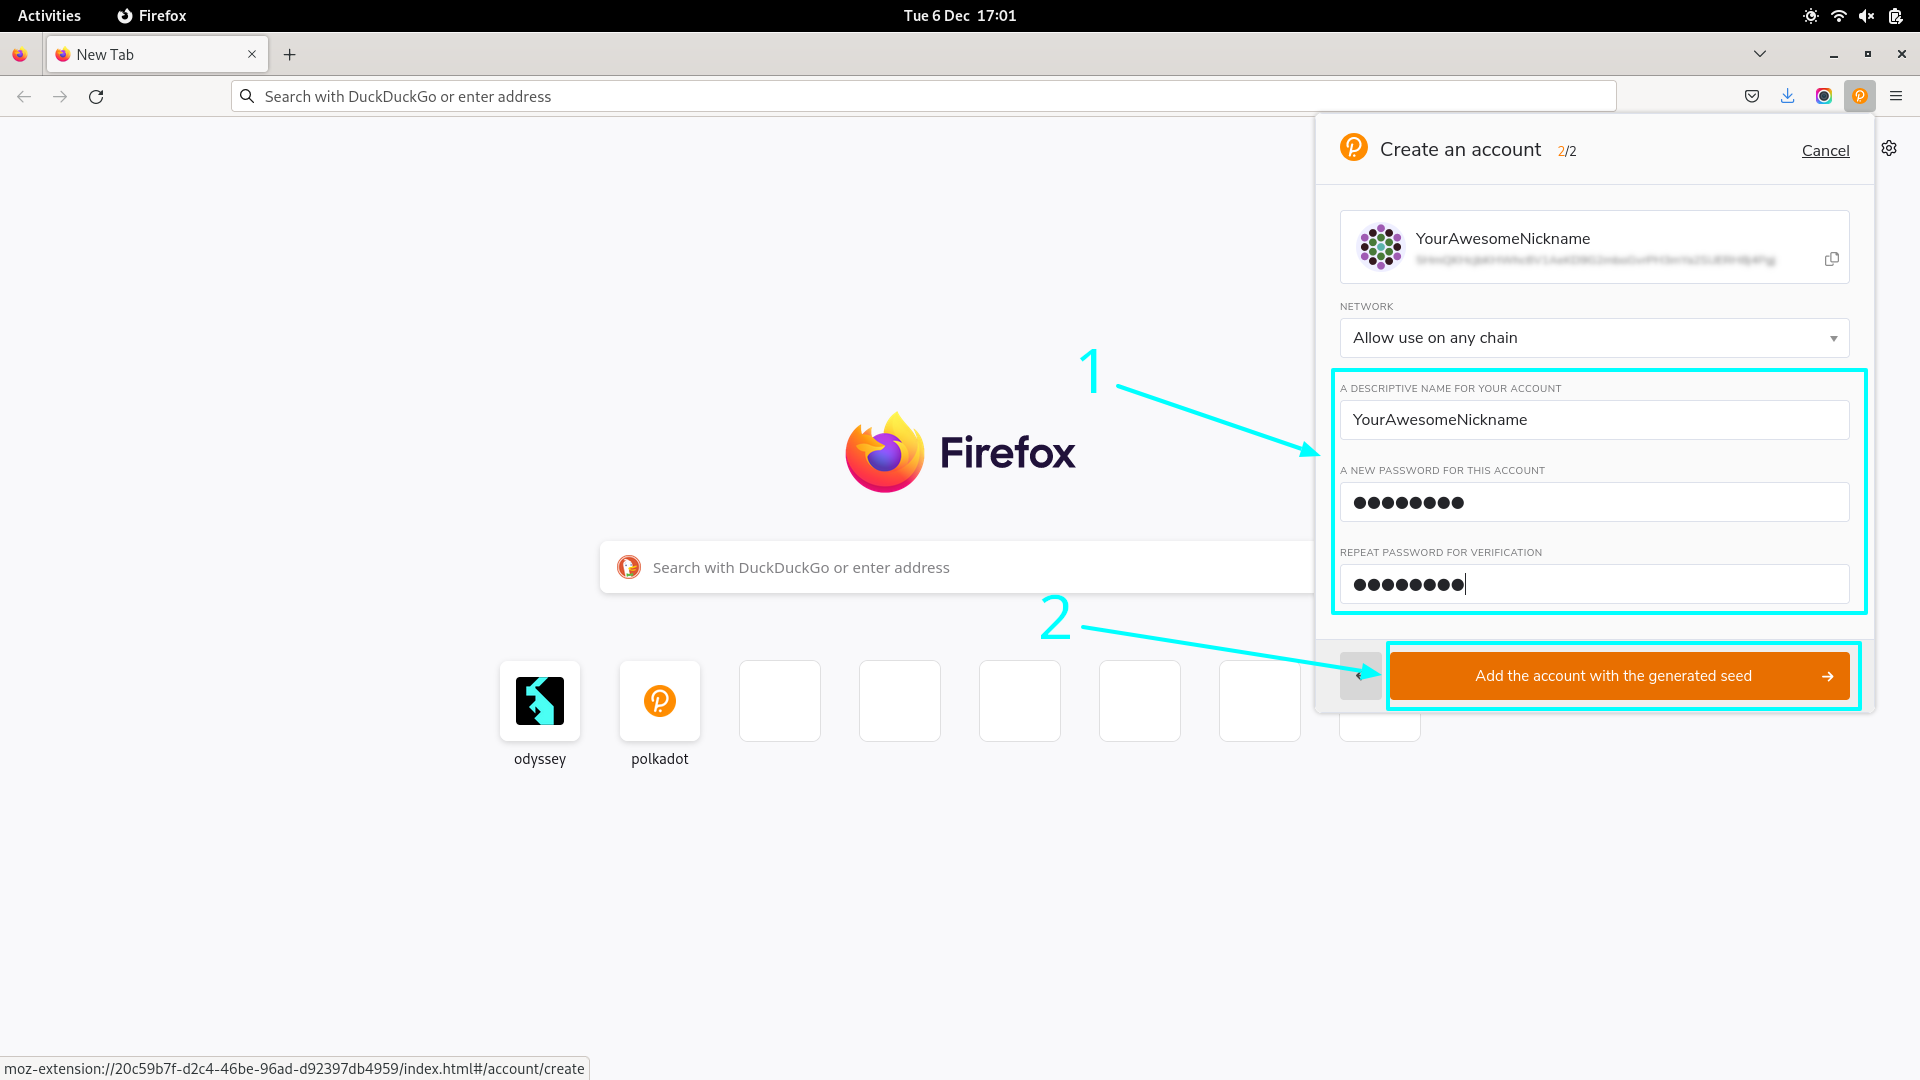 Activities
Firefox
Tue 6 Dec 17:01
New Tab
Search with DuckDuckGo or enter address
Create an account 2/2
Cancel
YourAwesomeNickname
NETWORK
Allow use on any chain
1
A DESCRIPTIVE NAME FOR YOUR ACCOUNT
YourAwesomeNickname
Firefox
A NEW PASSWORD FOR THIS ACCOUNT
●●●●●●●●
REPEAT PASSWORD FOR VERIFICATION
●●●●●●●●
Search with DuckDuckGo or enter address
2
Add the account with the generated seed
odyssey
polkadot
moz-extension://20c59b7f-d2c4-46be-96ad-d92397db4959/index.html#/account/create